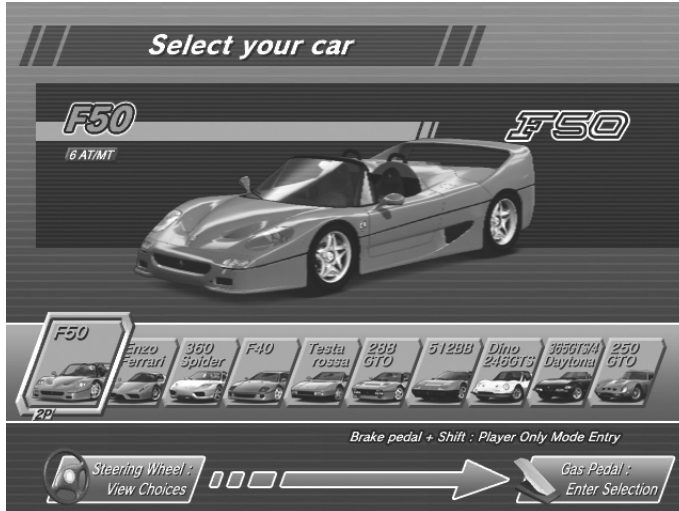 Select your car
F50
F50
6 AT/MT
F50
Enzo
Ferrari
360
Spider
F40
Testa
rossa
288
GTO
512BB
Dino
246GTS
365GTS/4
Daytona
250
GTO
2P
Brake pedal + Shift : Player Only Mode Entry
Steering Wheel :
View Choices
Gas Pedal :
Enter Selection